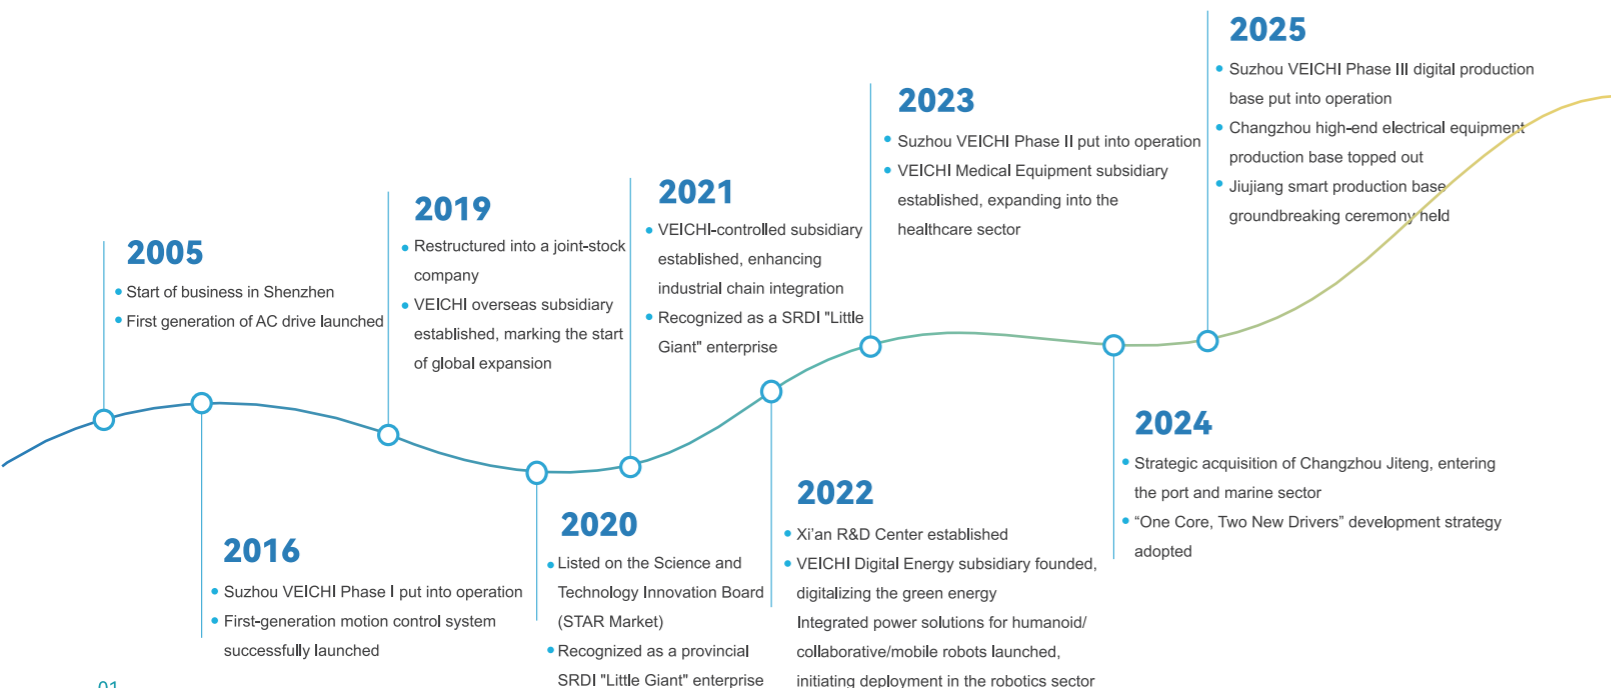 2005
Start of business in Shenzhen
First generation of AC drive launched
2016
Suzhou VEICHI Phase I put into operation
First-generation motion control system
successfully launched
2019
Restructured into a joint-stock
company
VEICHI overseas subsidiary
established, marking the start
of global expansion
2020
Listed on the Science and
Technology Innovation Board
(STAR Market)
Recognized as a provincial
SRDI "Little Giant" enterprise
2021
VEICHI-controlled subsidiary
established, enhancing
industrial chain integration
Recognized as a SRDI "Little
Giant" enterprise
2022
Xi’an R&D Center established
VEICHI Digital Energy subsidiary founded,
digitalizing the green energy
Integrated power solutions for humanoid/
collaborative/mobile robots launched,
initiating deployment in the robotics sector
2023
Suzhou VEICHI Phase II put into operation
VEICHI Medical Equipment subsidiary
established, expanding into the
healthcare sector
2024
Strategic acquisition of Changzhou Jiteng, entering
the port and marine sector
“One Core, Two New Drivers” development strategy
adopted
2025
Suzhou VEICHI Phase III digital production
base put into operation
Changzhou high-end electrical equipment
production base topped out
Jiujiang smart production base
groundbreaking ceremony held
01